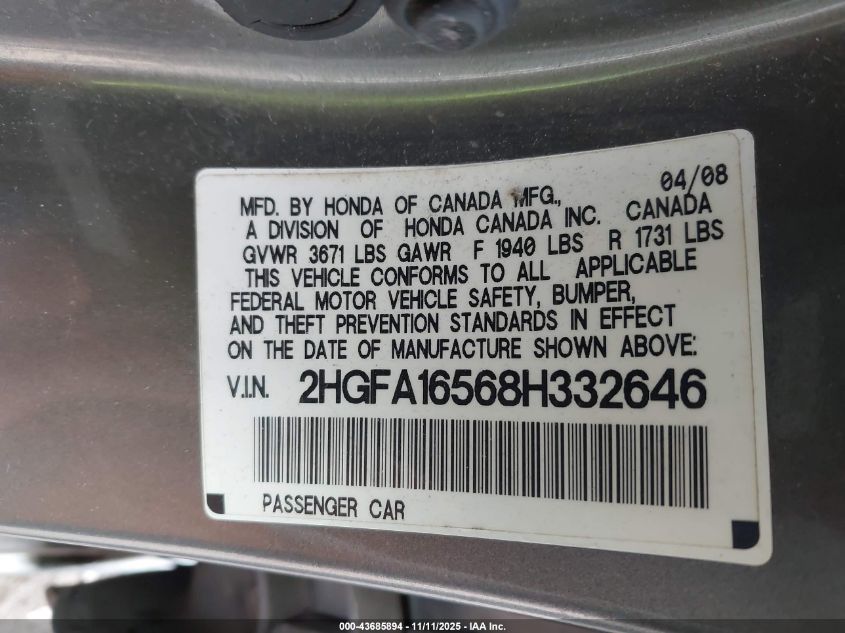 04/08
MFD. BY HONDA OF CANADA MFG.,
A DIVISION OF HONDA CANADA INC. CANADA
GVWR 3671 LBS GAWR F 1940 LBS R 1731 LBS
THIS VEHICLE CONFORMS TO ALL APPLICABLE
FEDERAL MOTOR VEHICLE SAFETY, BUMPER,
AND THEFT PREVENTION STANDARDS IN EFFECT
ON THE DATE OF MANUFACTURE SHOWN ABOVE:
V.I.N. 2HGFA16568H332646
PASSENGER CAR
000-43685894 - 11/11/2025 - IAA Inc.